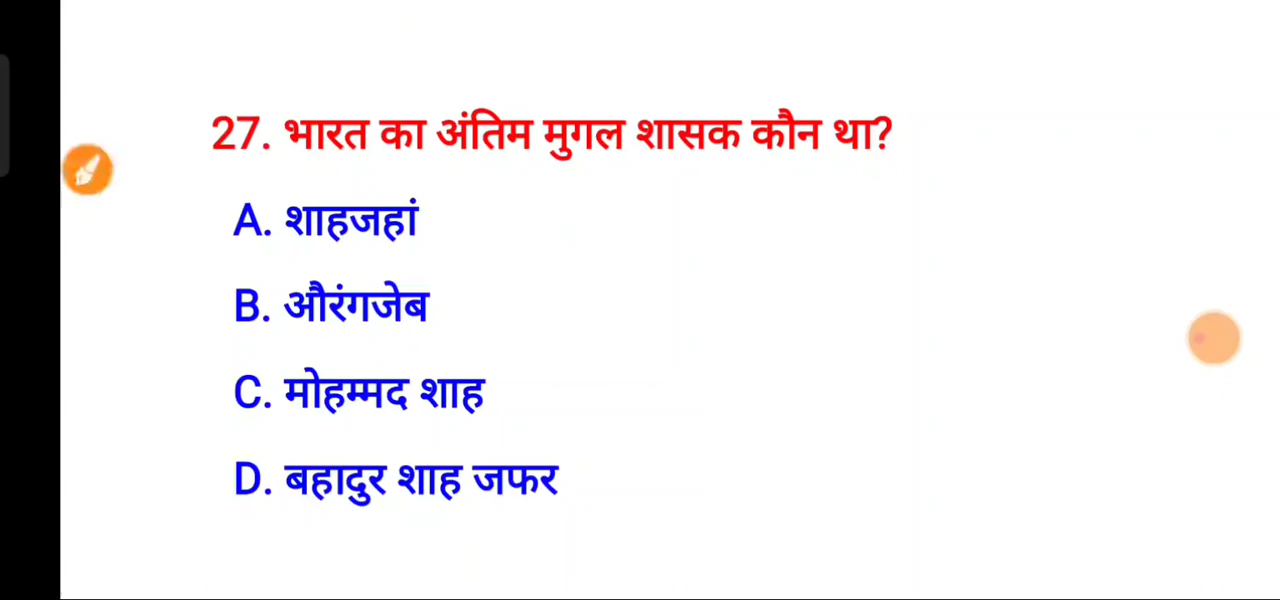 27. भारत का अंतिम मुगल शासक कौन था?
A. शाहजहां
B. औरंगजेब
C. मोहम्मद शाह
D. बहादुर शाह जफर